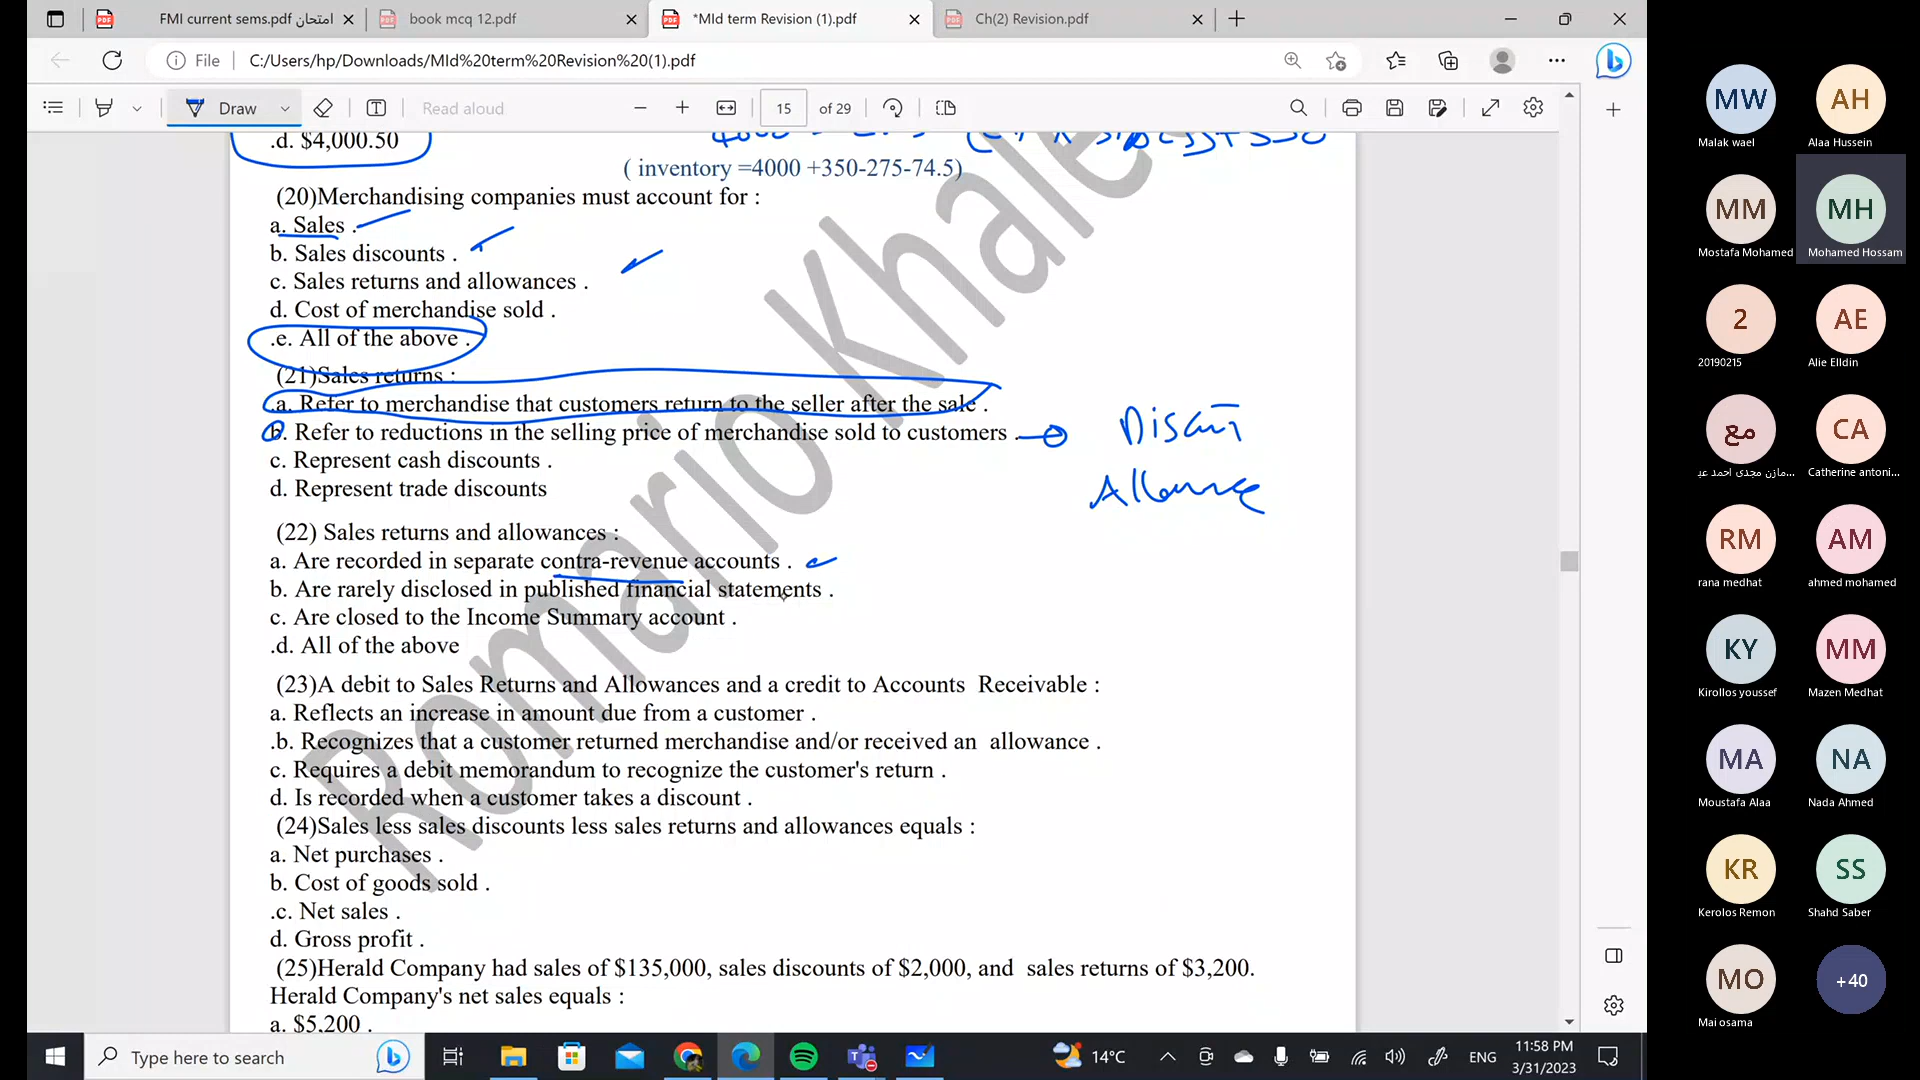 FMI current sems.pdf امتحان
book mcq 12.pdf
*MId term Revision (1).pdf
Ch(2) Revision.pdf
File
C:/Users/hp/Downloads/MId%20term%20Revision%20(1).pdf
Draw
Read aloud
15 of 29
.d. $4,000.50
( inventory =4000 +350-275-74.5)
(20)Merchandising companies must account for :
a. Sales .
b. Sales discounts .
c. Sales returns and allowances .
d. Cost of merchandise sold .
.e. All of the above .
(21)Sales returns :
.a. Refer to merchandise that customers return to the seller after the sale .
b. Refer to reductions in the selling price of merchandise sold to customers .
c. Represent cash discounts .
d. Represent trade discounts
(22) Sales returns and allowances :
a. Are recorded in separate contra-revenue accounts .
b. Are rarely disclosed in published financial statements .
c. Are closed to the Income Summary account .
.d. All of the above
(23)A debit to Sales Returns and Allowances and a credit to Accounts Receivable :
a. Reflects an increase in amount due from a customer .
.b. Recognizes that a customer returned merchandise and/or received an allowance .
c. Requires a debit memorandum to recognize the customer's return .
d. Is recorded when a customer takes a discount .
(24)Sales less sales discounts less sales returns and allowances equals :
a. Net purchases .
b. Cost of goods sold .
.c. Net sales .
d. Gross profit .
(25)Herald Company had sales of $135,000, sales discounts of $2,000, and sales returns of $3,200.
Herald Company's net sales equals :
a. $5,200 .
Romario Khale
MW
Malak wael
AH
Alaa Hussein
MM
Mostafa Mohamed
MH
Mohamed Hossam
2
20190215
AE
Alie Elldin
مع
مازن مجدى احمد عبـ...
CA
Catherine antoni...
RM
rana medhat
AM
ahmed mohamed
KY
Kirollos youssef
MM
Mazen Medhat
MA
Moustafa Alaa
NA
Nada Ahmed
KR
Kerolos Remon
SS
Shahd Saber
MO
Mai osama
+40
Type here to search
14°C
ENG
11:58 PM
3/31/2023